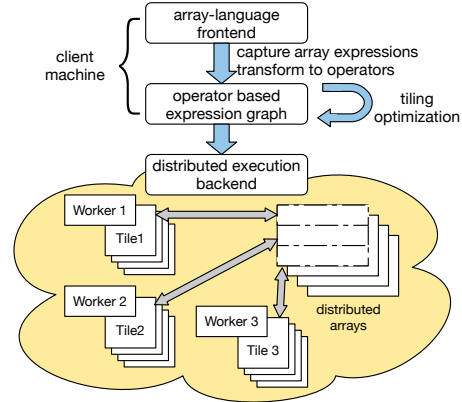 array-language
frontend
client
machine
capture array expressions
transform to operators
operator based
expression graph
tiling
optimization
distributed execution
backend
Worker 1
Tile1
Worker 2
Tile2
Worker 3
Tile 3
distributed
arrays